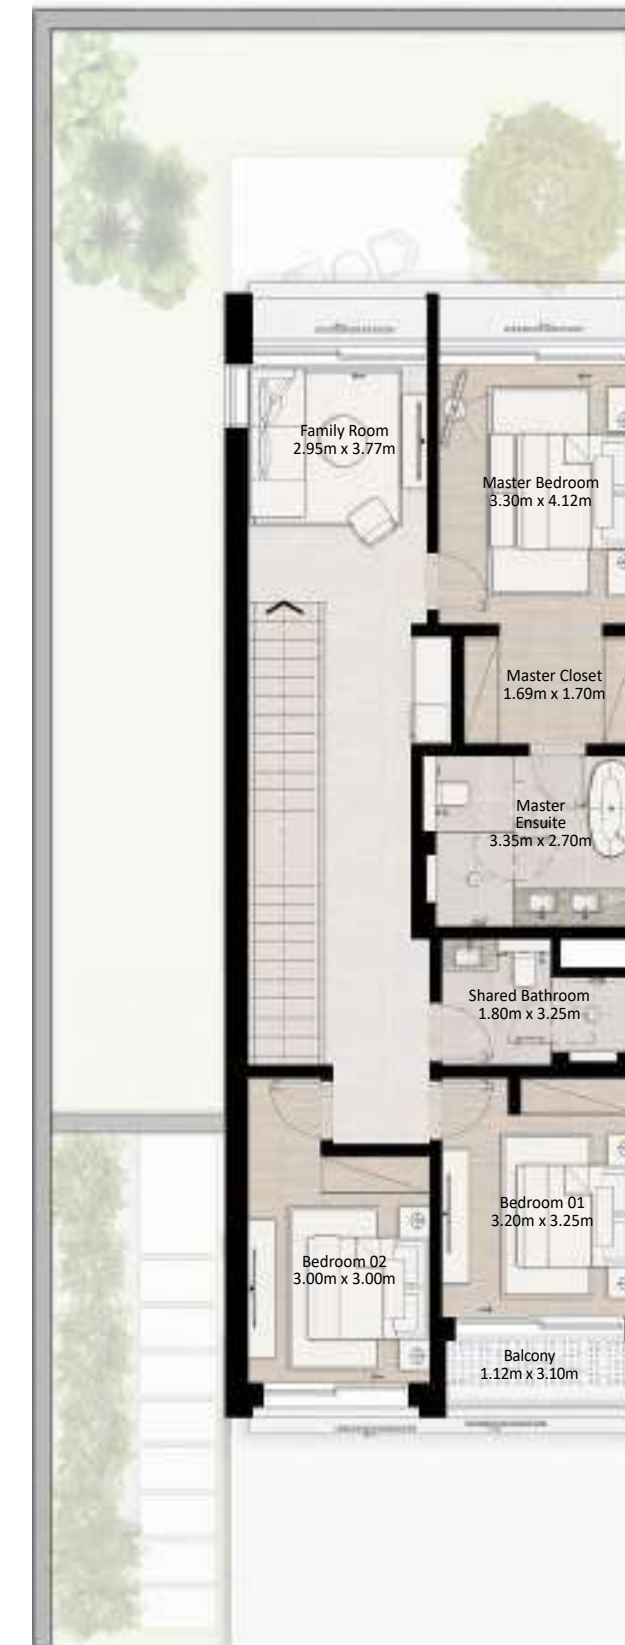 Family Room
2.95m x 3.77m
Master Bedroom
3.30m x 4.12m
Master Closet
1.69m x 1.70m
Master
Ensuite
3.35m x 2.70m
Shared Bathroom
1.80m x 3.25m
Bedroom 01
3.20m x 3.25m
Bedroom 02
3.00m x 3.00m
Balcony
1.12m x 3.10m